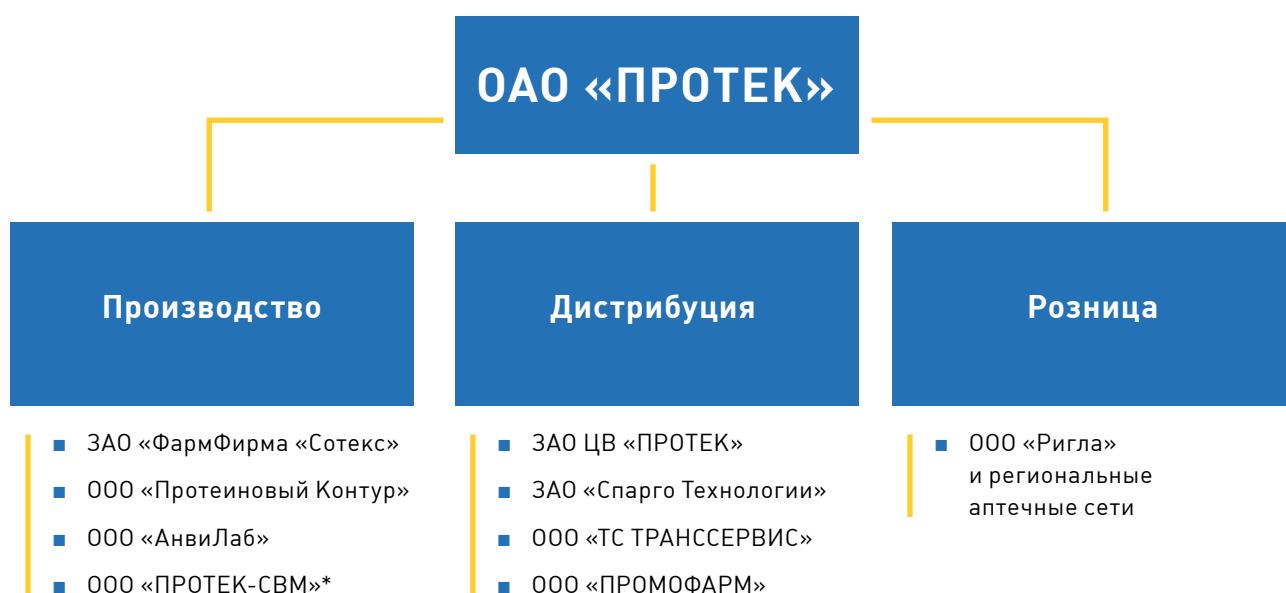 ОАО «ПРОТЕК»
Производство
ЗАО «ФармФирма «Сотекс»
ООО «Протеиновый Контур»
ООО «АнвиЛаб»
ООО «ПРОТЕК-СВМ»*
Дистрибуция
ЗАО ЦВ «ПРОТЕК»
ЗАО «Спарго Технологии»
ООО «ТС ТРАНССЕРВИС»
ООО «ПРОМОФАРМ»
Розница
ООО «Ригла»
и региональные
аптечные сети